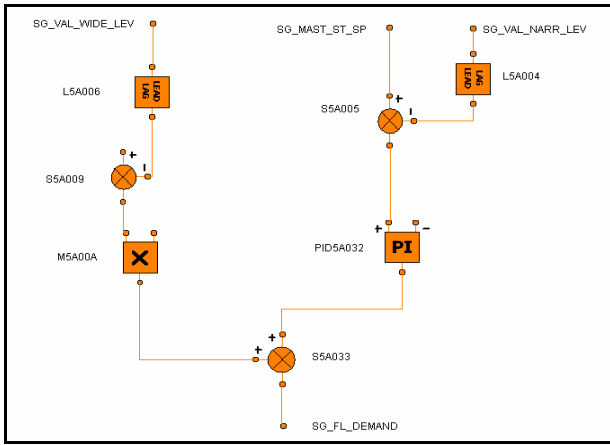 SG_VAL_WIDE_LEV
SG_MAST_ST_SP
SG_VAL_NARR_LEV
L5A006
LEAD
LAG
S5A005
LAG
LEAD
L5A004
S5A009
M5A00A
X
PID5A032
PI
S5A033
SG_FL_DEMAND